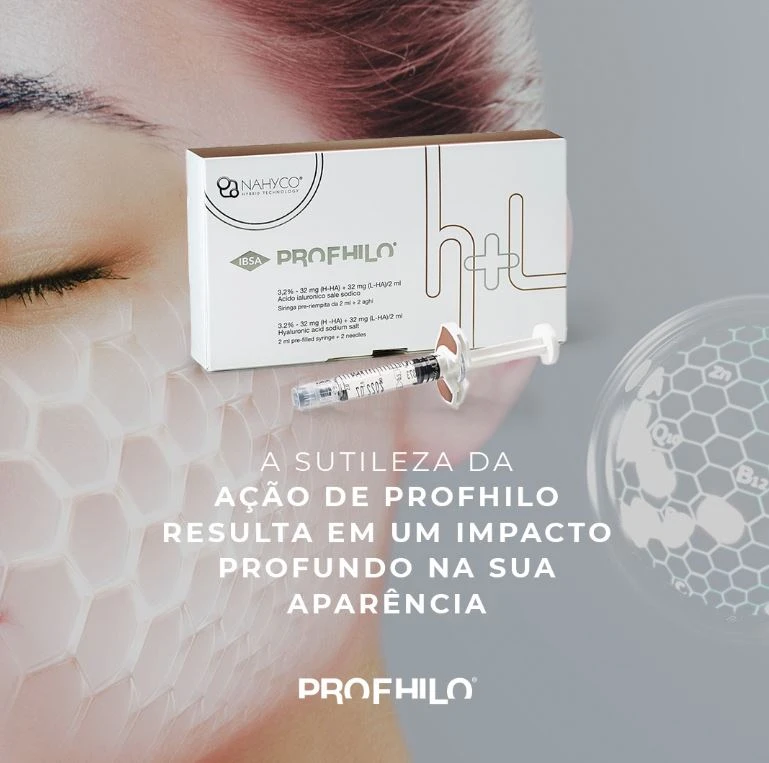 NAHYCO®
HYBRID TECHNOLOGY
IBSA PROFHILO®
h+L
3,2% - 32 mg (H-HA) + 32 mg (L-HA)/2 ml
Acido ialuronico sale sodico
Siringa pre-riempita da 2 ml + 2 aghi
3.2% - 32 mg (H -HA) + 32 mg (L-HA)/2 ml
Hyaluronic acid sodium salt
2 ml pre-filled syringe + 2 needles
Zn
A
Q10
B12
A SUTILEZA DA
AÇÃO DE PROFHILO
RESULTA EM UM IMPACTO
PROFUNDO NA SUA
APARÊNCIA
PROFHILO®